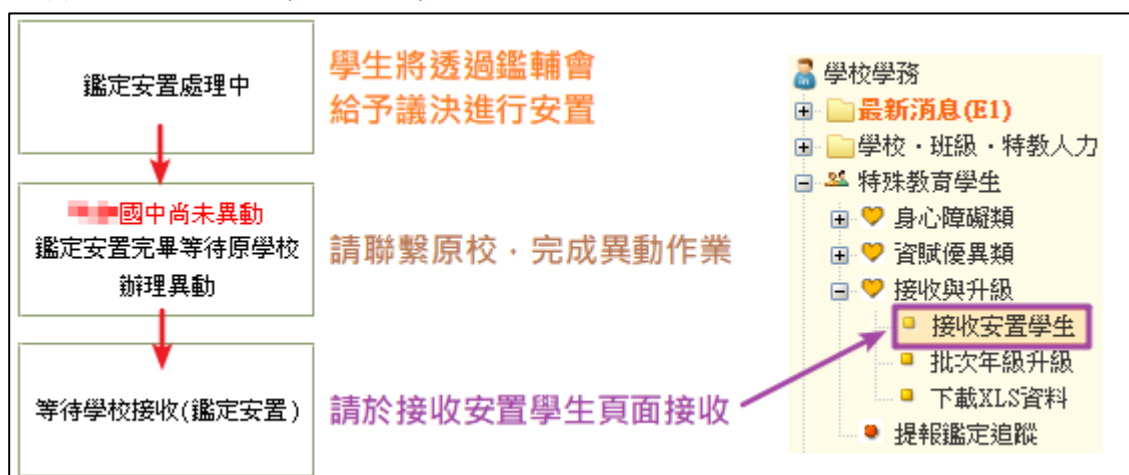 鑑定安置處理中
學生將透過鑑輔會
給予議決進行安置
國中尚未異動
鑑定安置完畢等待原學校
辦理異動
請聯繫原校，完成異動作業
等待學校接收(鑑定安置)
請於接收安置學生頁面接收
學校學務
最新消息(E1)
學校・班級・特教人力
特殊教育學生
身心障礙類
資賦優異類
接收與升級
接收安置學生
批次年級升級
下載XLS資料
提報鑑定追蹤